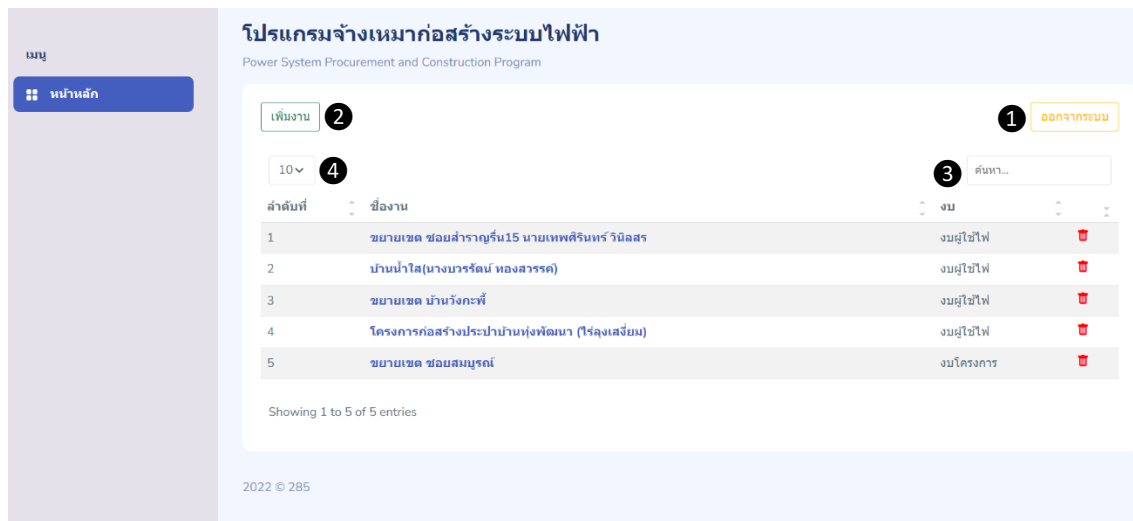 โปรแกรมจ้างเหมาก่อสร้างระบบไฟฟ้า
เมนู
Power System Procurement and Construction Program
หน้าหลัก
เพิ่มงาน 2
1 ออกจากระบบ
10 4
3 ค้นหา...
ลำดับที่ ชื่องาน งบ
1 ขยายเขต ซอยสำราญรื่น15 นายเทพศิรินทร์ วินิลสร งบผู้ใช้ไฟ
2 บ้านน้ำใส(นางบวรรัตน์ ทองสวรรค์) งบผู้ใช้ไฟ
3 ขยายเขต บ้านวังกะพี้ งบผู้ใช้ไฟ
4 โครงการก่อสร้างประปาบ้านทุ่งพัฒนา (ไร่ลุงเสงี่ยม) งบผู้ใช้ไฟ
5 ขยายเขต ซอยสมบูรณ์ งบโครงการ
Showing 1 to 5 of 5 entries
2022 © 285